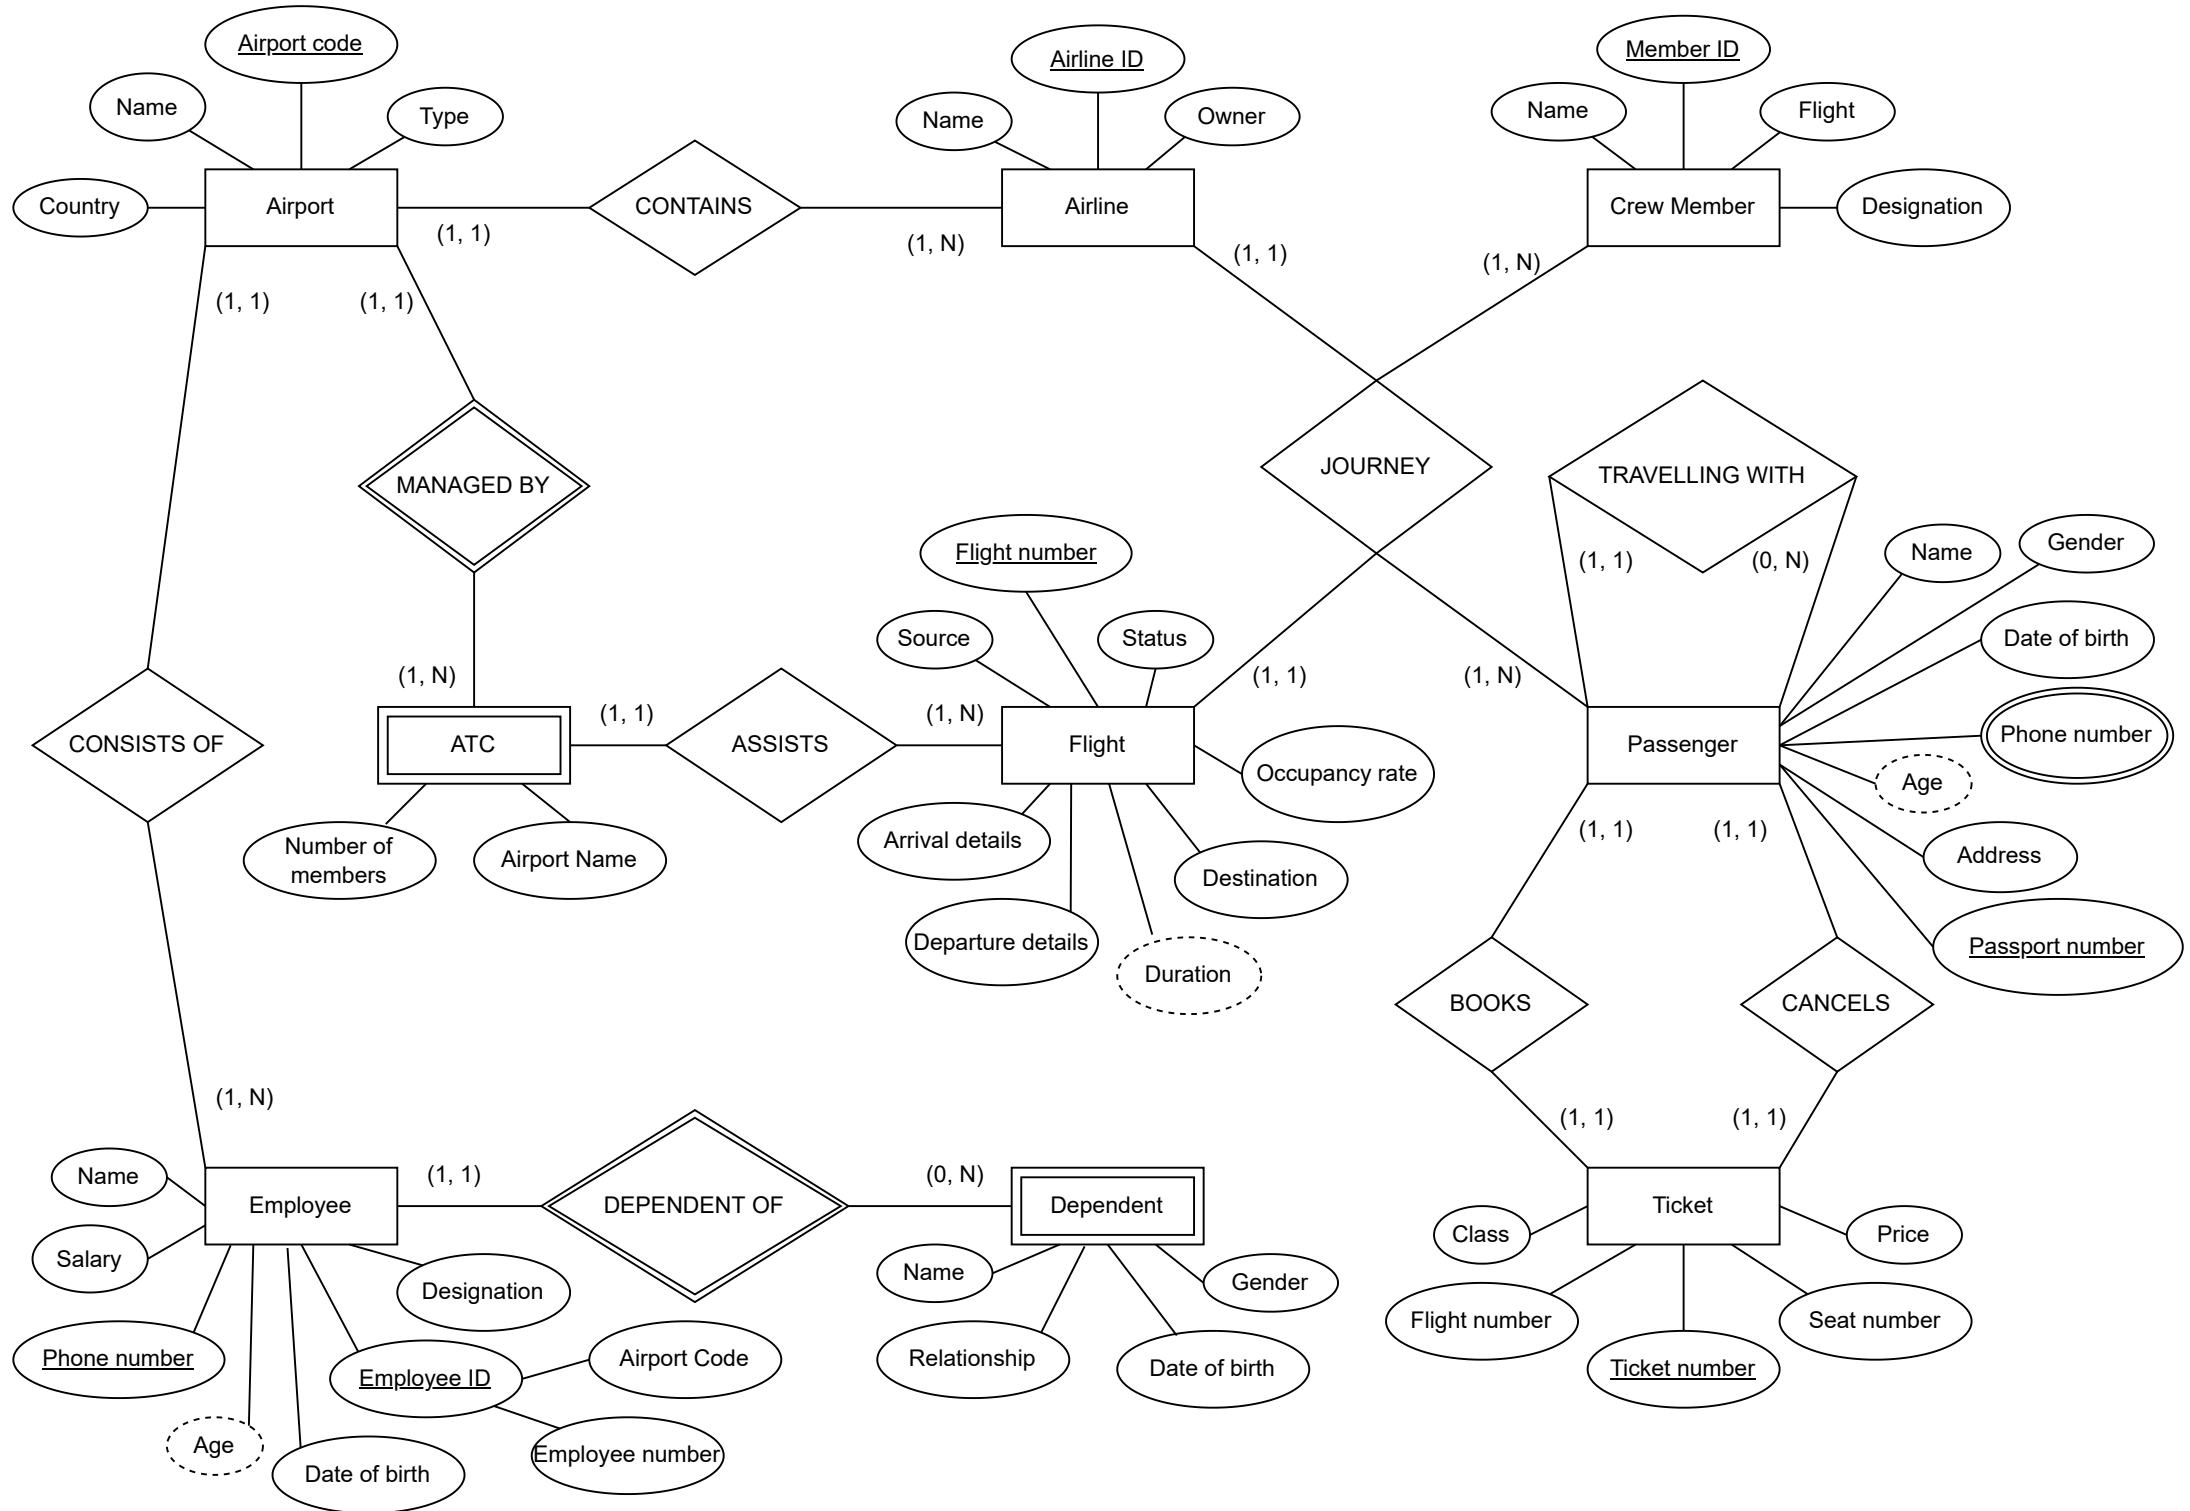 Airport code
Name
Type
Country
Airport
CONTAINS
Airline ID
Name
Owner
Airline
Member ID
Name
Flight
Crew Member
Designation
(1, 1)
(1, N)
(1, 1)
(1, N)
(1, 1)
(1, 1)
MANAGED BY
JOURNEY
TRAVELLING WITH
(1, 1)
(0, N)
Flight number
Source
Status
Name
Gender
Date of birth
Phone number
Age
Address
Passport number
(1, N)
(1, 1)
(1, N)
(1, 1)
(1, N)
CONSISTS OF
ATC
ASSISTS
Flight
Passenger
Occupancy rate
Number of
members
Airport Name
Arrival details
Destination
Departure details
Duration
(1, 1)
(1, 1)
BOOKS
CANCELS
(1, N)
(1, 1)
(1, 1)
Name
Employee
(1, 1)
DEPENDENT OF
(0, N)
Dependent
Ticket
Salary
Designation
Phone number
Employee ID
Airport Code
Employee number
Age
Date of birth
Name
Gender
Relationship
Date of birth
Class
Price
Flight number
Seat number
Ticket number